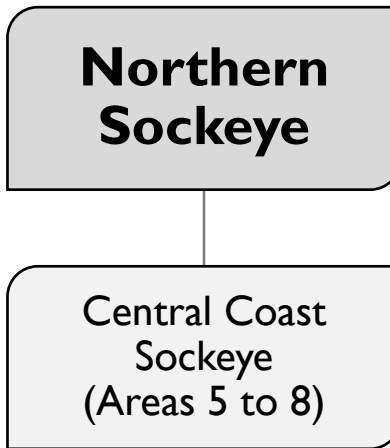 Northern
Sockeye
Central Coast
Sockeye
(Areas 5 to 8)